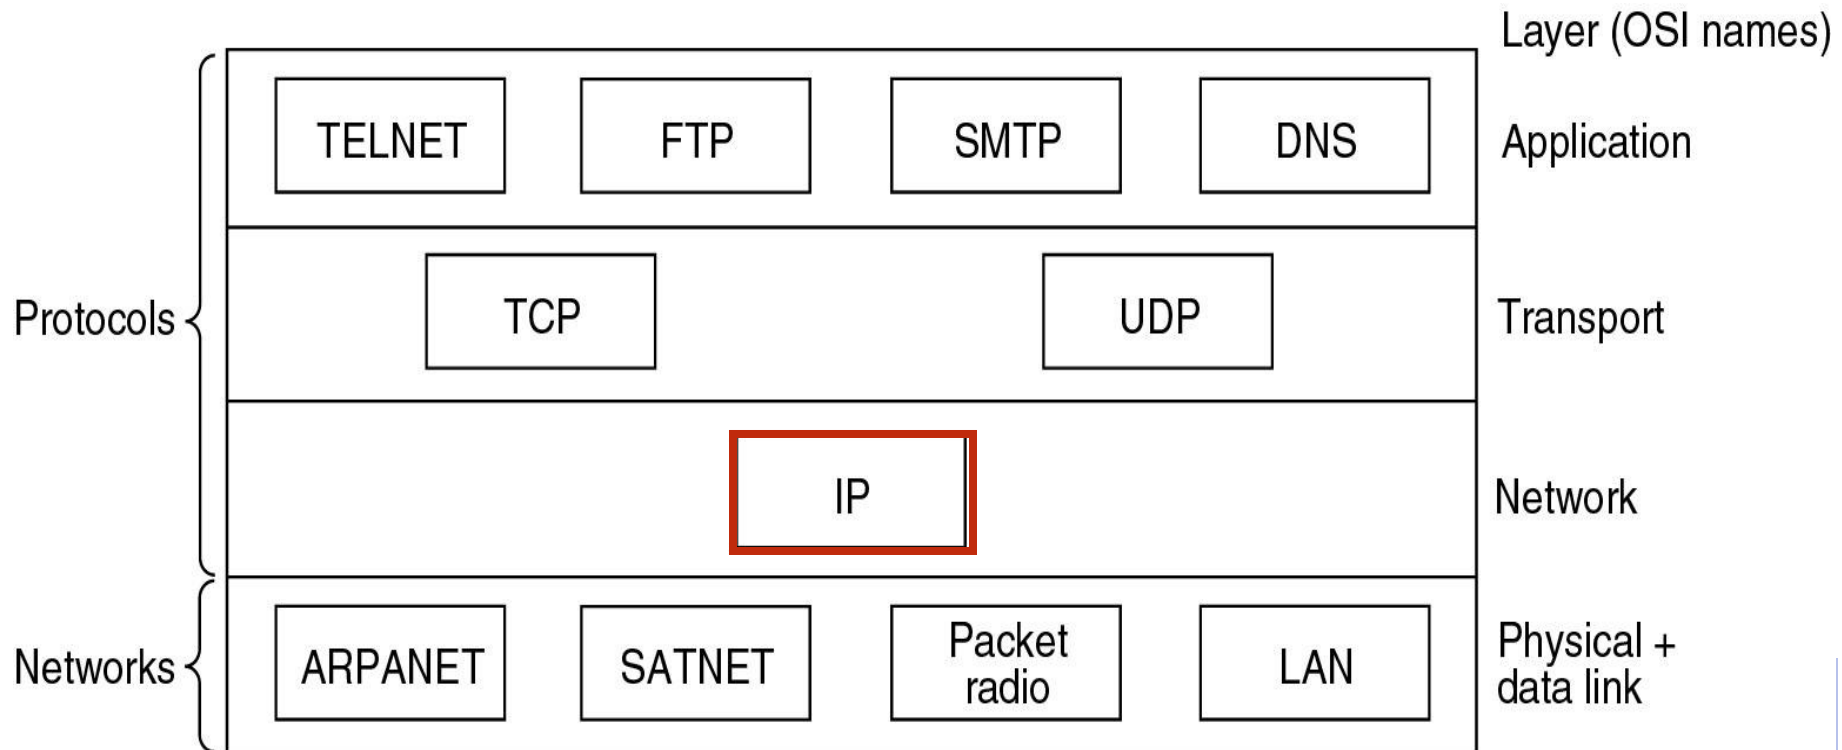 Layer (OSI names)
TELNET FTP SMTP DNS Application
Protocols TCP UDP Transport
IP Network
Networks ARPANET SATNET Packet radio LAN Physical +
data link